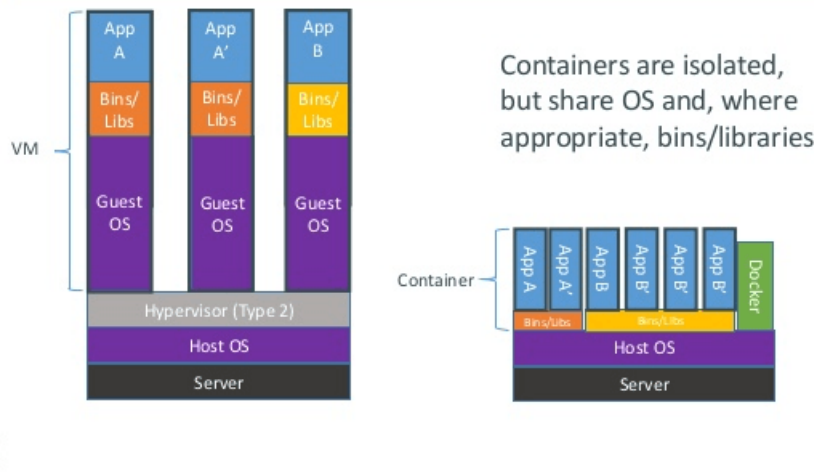 App
A
App
A’
App
B
Bins/
Libs
Bins/
Libs
Bins/
Libs
VM
Guest
OS
Guest
OS
Guest
OS
Hypervisor (Type 2)
Host OS
Server
Containers are isolated,
but share OS and, where
appropriate, bins/libraries
Container
App A
App A’
App B
App B’
App B’
App B’
Docker
Bins/Libs
Bins/Libs
Host OS
Server